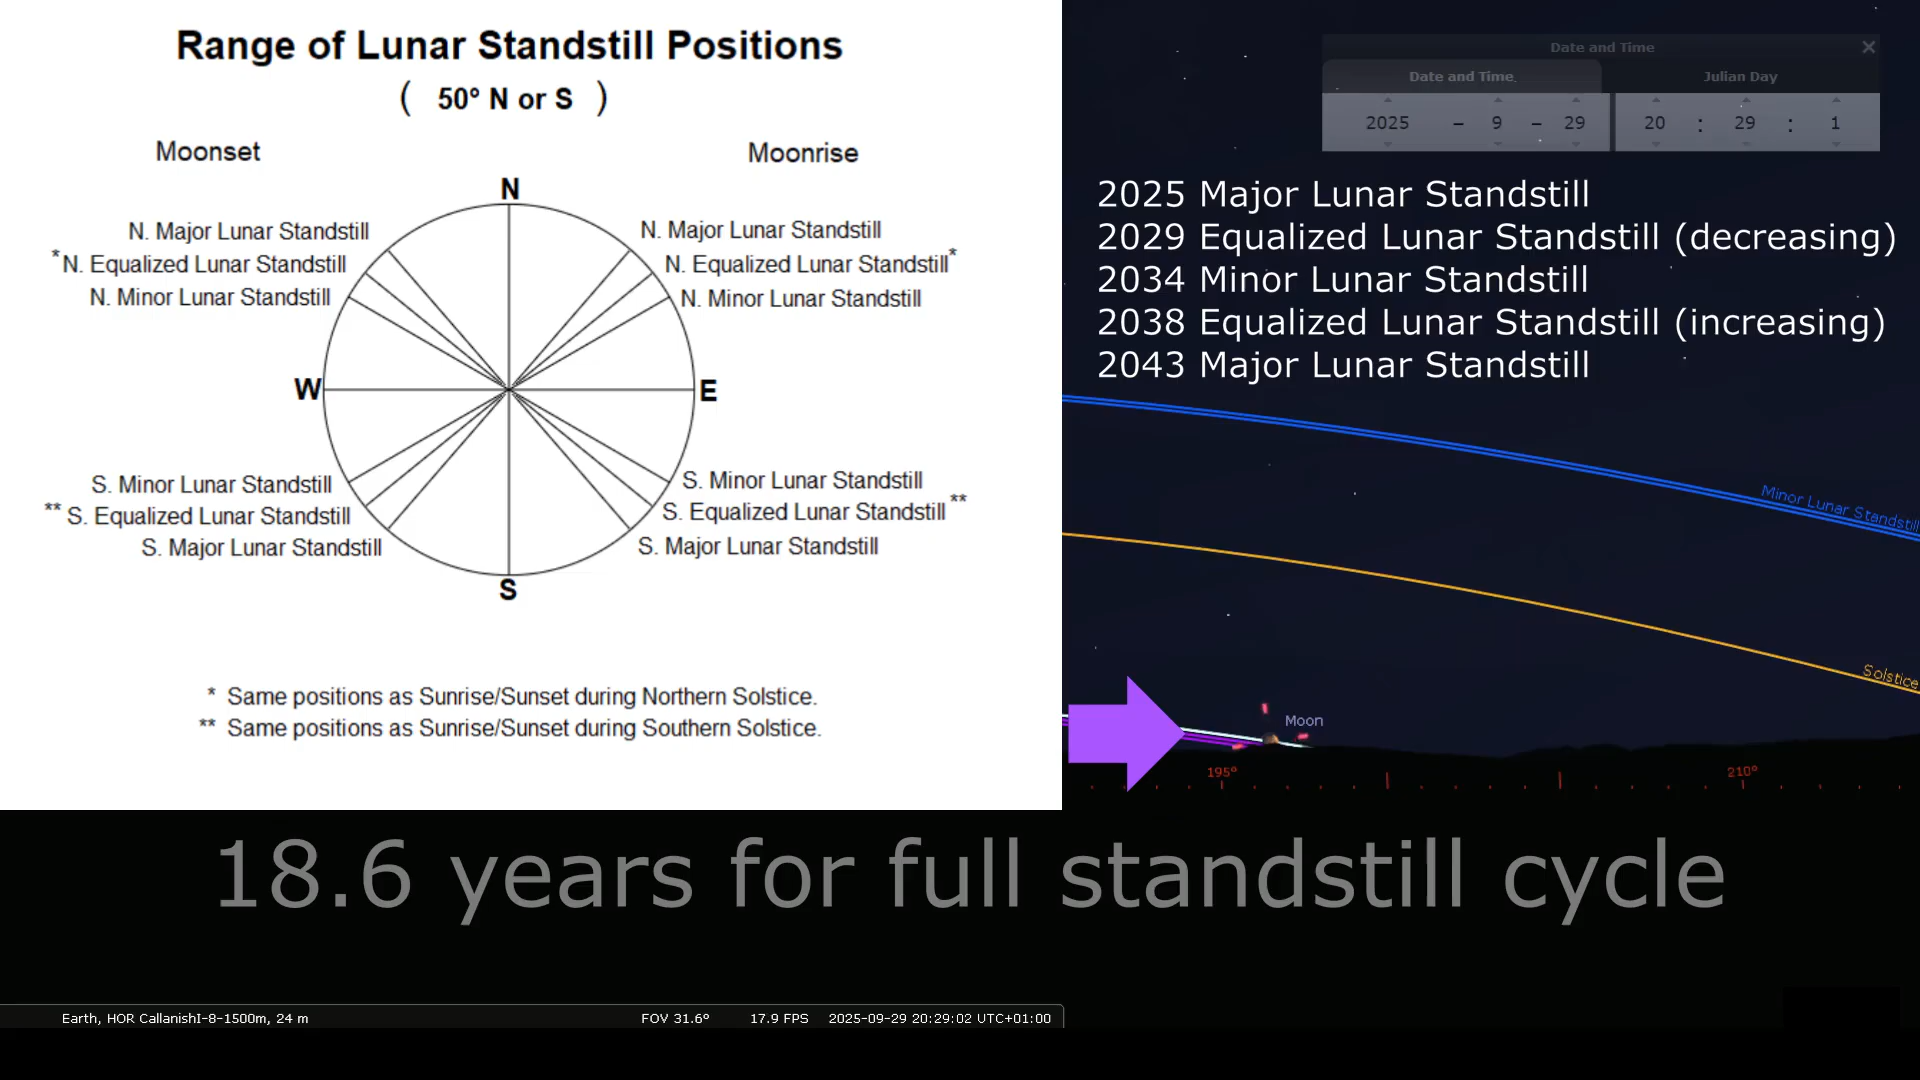 Range of Lunar Standstill Positions
( 50° N or S )
Moonset
Moonrise
N
N. Major Lunar Standstill
N. Major Lunar Standstill
*N. Equalized Lunar Standstill
N. Equalized Lunar Standstill*
N. Minor Lunar Standstill
N. Minor Lunar Standstill
W
E
S. Minor Lunar Standstill
S. Minor Lunar Standstill
** S. Equalized Lunar Standstill
S. Equalized Lunar Standstill **
S. Major Lunar Standstill
S. Major Lunar Standstill
S
* Same positions as Sunrise/Sunset during Northern Solstice.
** Same positions as Sunrise/Sunset during Southern Solstice.
Date and Time
Date and Time
Julian Day
2025 - 9 - 29
20 : 29 : 1
2025 Major Lunar Standstill
2029 Equalized Lunar Standstill (decreasing)
2034 Minor Lunar Standstill
2038 Equalized Lunar Standstill (increasing)
2043 Major Lunar Standstill
Minor Lunar Standstill
Solstice
Moon
195°
210°
18.6 years for full standstill cycle
Earth, HOR CallanishI-8-1500m, 24 m
FOV 31.6°
17.9 FPS
2025-09-29 20:29:02 UTC+01:00